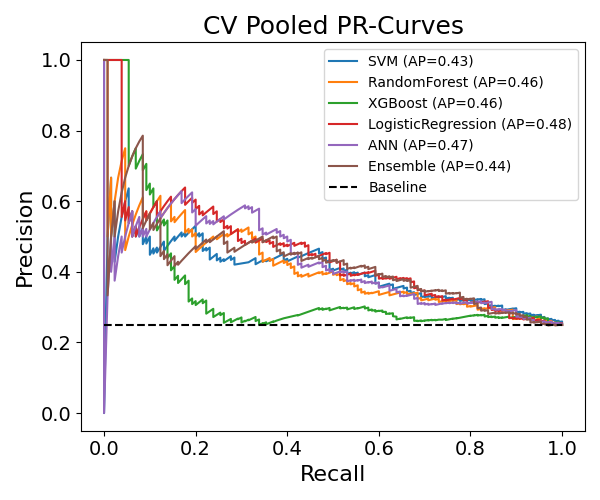 CV Pooled PR-Curves
Precision
1.0
0.8
0.6
0.4
0.2
0.0
SVM (AP=0.43)
RandomForest (AP=0.46)
XGBoost (AP=0.46)
LogisticRegression (AP=0.48)
ANN (AP=0.47)
Ensemble (AP=0.44)
Baseline
0.0 0.2 0.4 0.6 0.8 1.0
Recall